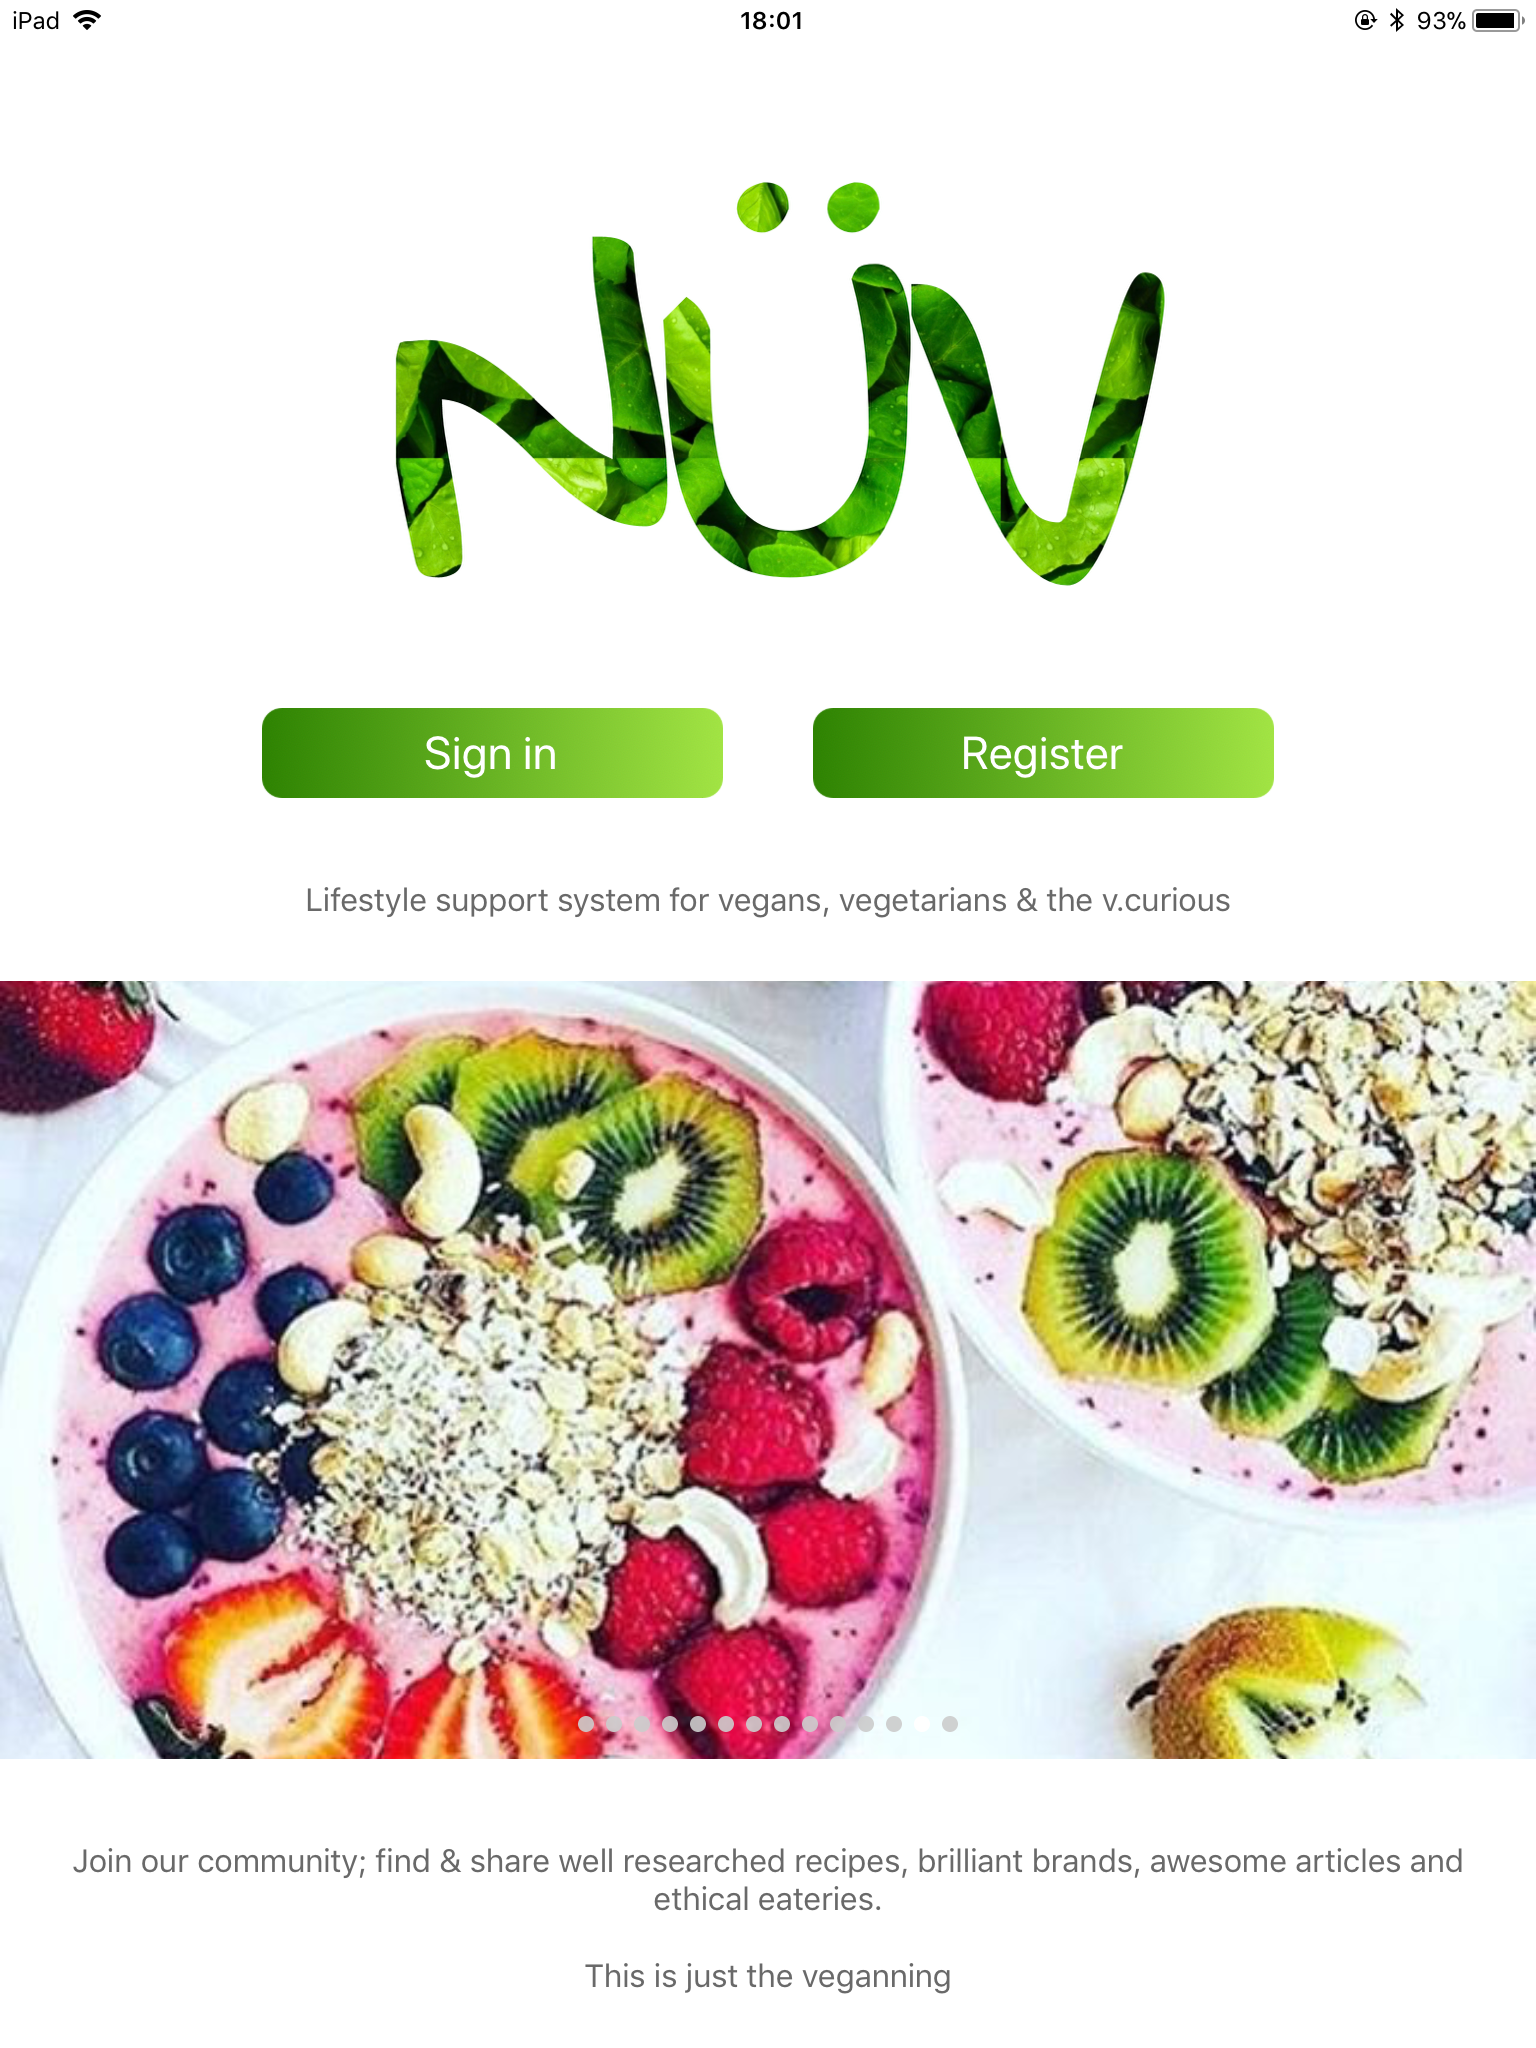 iPad 18:01 93%
NÜV
Sign in Register
Lifestyle support system for vegans, vegetarians & the v.curious
Join our community; find & share well researched recipes, brilliant brands, awesome articles and
ethical eateries.
This is just the veganning